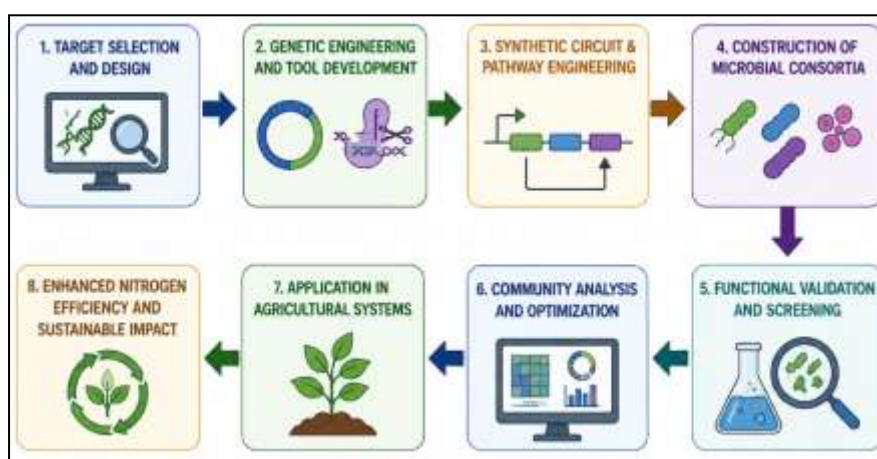 1. TARGET SELECTION
AND DESIGN
2. GENETIC ENGINEERING
AND TOOL DEVELOPMENT
3. SYNTHETIC CIRCUIT &
PATHWAY ENGINEERING
4. CONSTRUCTION OF
MICROBIAL CONSORTIA
5. FUNCTIONAL VALIDATION
AND SCREENING
6. COMMUNITY ANALYSIS
AND OPTIMIZATION
7. APPLICATION IN
AGRICULTURAL SYSTEMS
8. ENHANCED NITROGEN
EFFICIENCY AND
SUSTAINABLE IMPACT